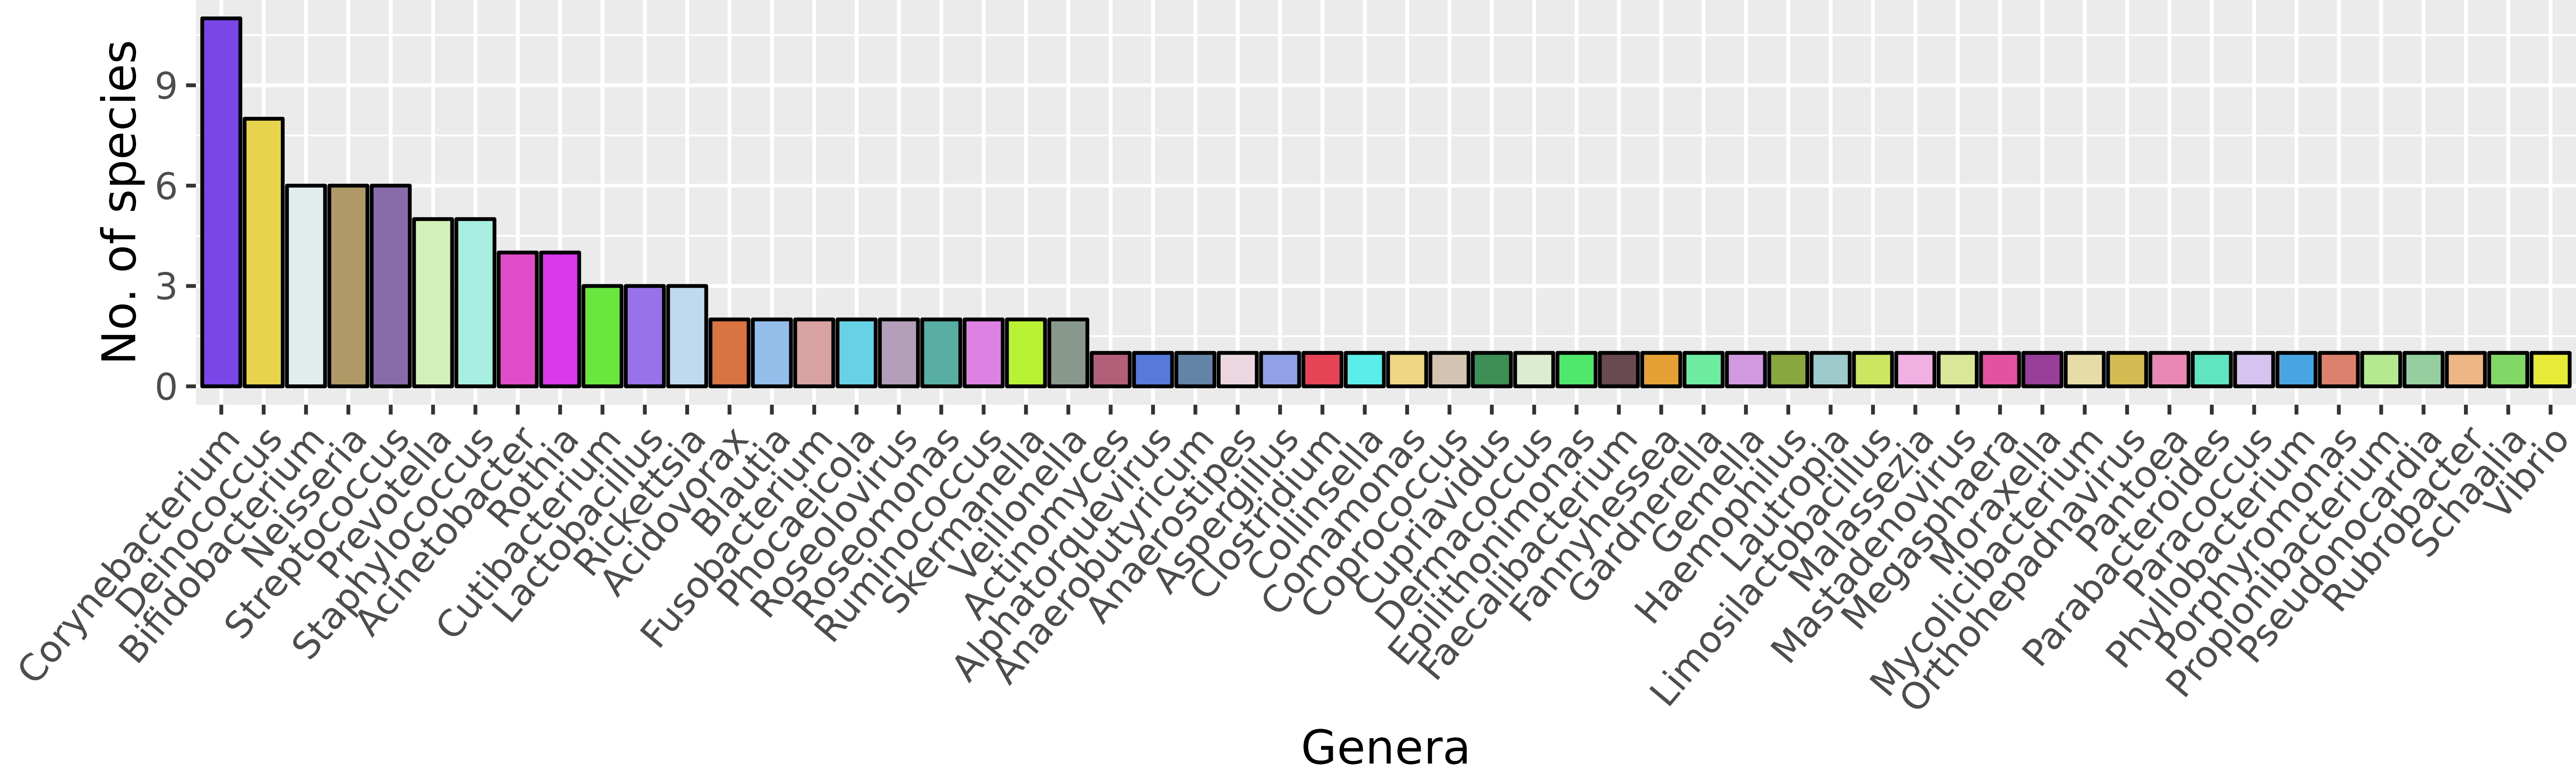 No. of species
9
6
3
0
Corynebacterium
Deinococcus
Bifidobacterium
Neisseria
Streptococcus
Prevotella
Staphylococcus
Acinetobacter
Rothia
Cutibacterium
Lactobacillus
Rickettsia
Acidovorax
Blautia
Fusobacterium
Phocaeicola
Roseolovirus
Roseomonas
Ruminococcus
Skermanella
Veillonella
Actinomyces
Alphatorquevirus
Anaerobutyricum
Anaerostipes
Aspergillus
Clostridium
Collinsella
Comamonas
Coprococcus
Cupriavidus
Dermacoccus
Epilithonimonas
Faecalibacterium
Fannyhessea
Gardnerella
Gemella
Haemophilus
Lautropia
Limosilactobacillus
Malassezia
Mastadenovirus
Megasphaera
Moraxella
Mycolicibacterium
Orthohepadnavirus
Pantoea
Parabacteroides
Paracoccus
Phyllobacterium
Porphyromonas
Propionibacterium
Pseudonocardia
Rubrobacter
Schaalia
Vibrio
Genera